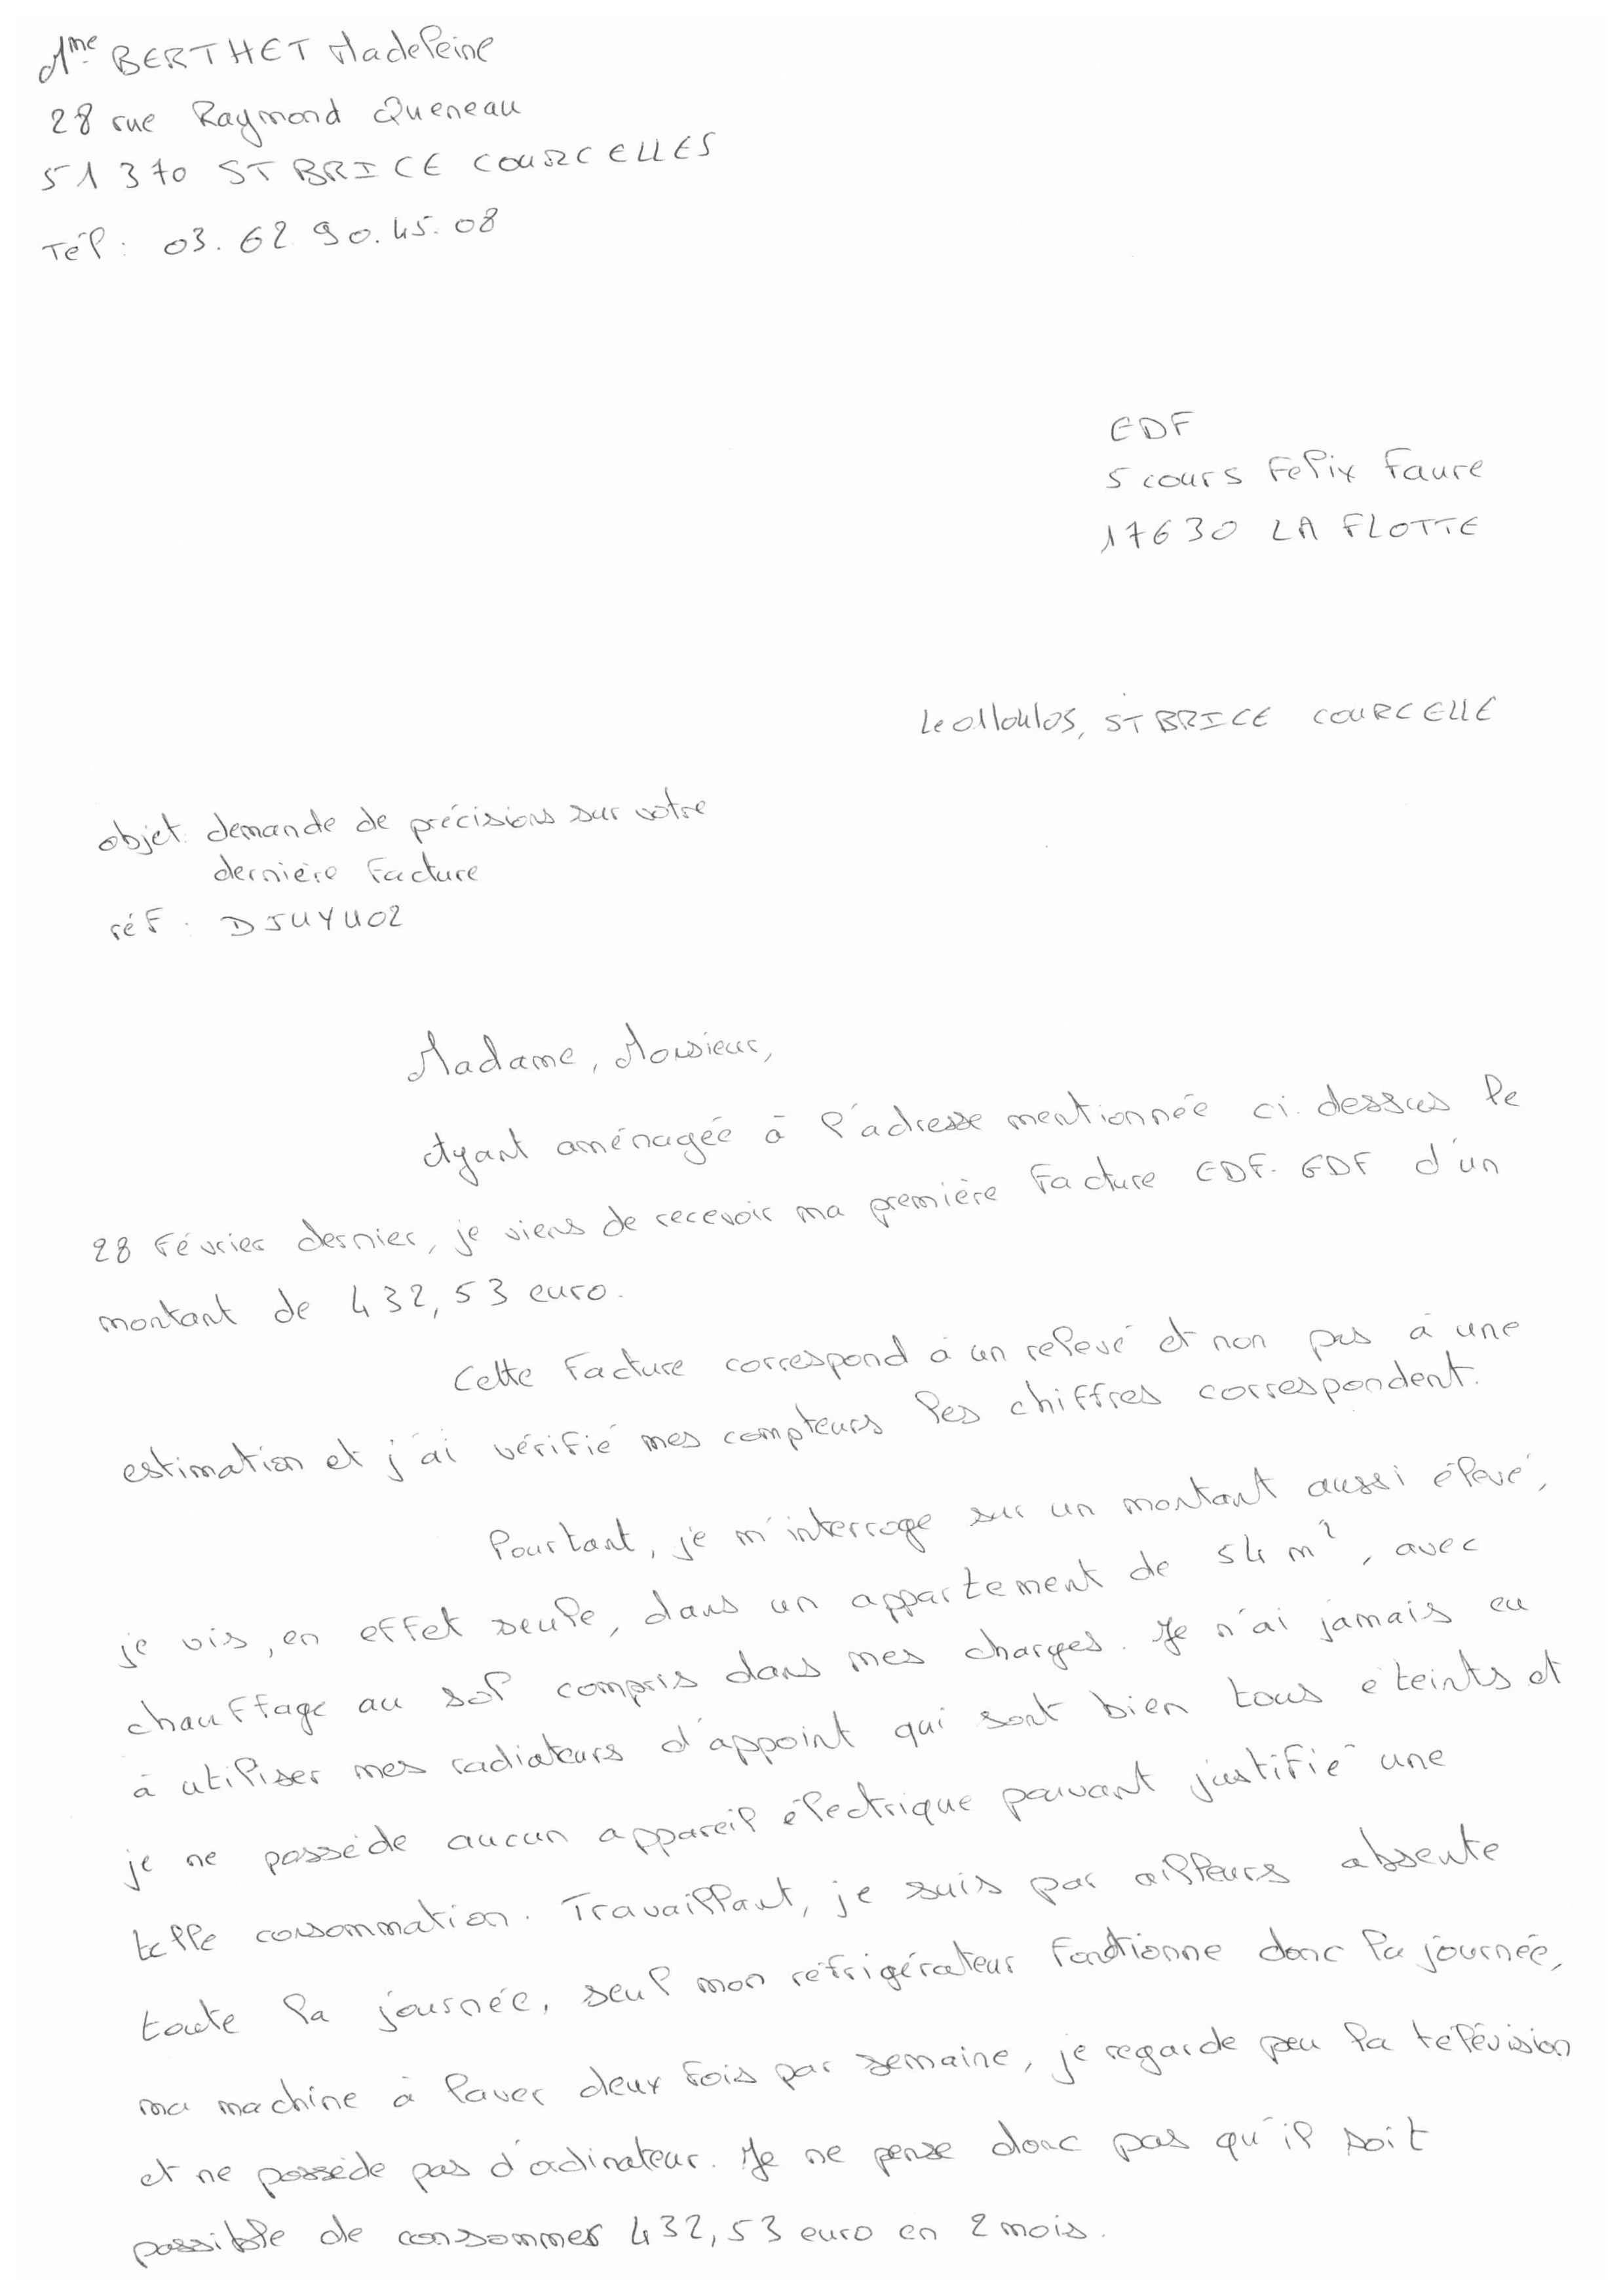 Mme BERTHET Madeleine
28 rue Raymond Queneau
51370 ST BRICE COURCELLES
Tél : 03.62.90.45.08
EDF
5 cours Felix Faure
17630 LA FLOTTE
Le 01/04/05, ST BRICE COURCELLE
objet: demande de précisions sur votre
dernière facture
réf : DJUYU02
Madame, Monsieur,
Ayant aménagée à l'adresse mentionnée ci-dessus le
28 Février dernier, je viens de recevoir ma première facture EDF-GDF d'un
montant de 432,53 euro.
Cette facture correspond à un relevé et non pas à une
estimation et j'ai vérifié mes compteurs les chiffres correspondent.
Pourtant, je m'interroge sur un montant aussi élevé,
je vis, en effet seule, dans un appartement de 54 m², avec
chauffage au sol compris dans mes charges. Je n'ai jamais eu
à utiliser mes radiateurs d'appoint qui sont bien tous éteints et
je ne possède aucun appareil électrique pouvant justifié une
telle consommation. Travaillant, je suis par ailleurs absente
toute la journée, seul mon réfrigérateur fonctionne donc la journée,
ma machine à laver deux fois par semaine, je regarde peu la télévision
et ne possède pas d'ordinateur. Je ne pense donc pas qu'il soit
possible de consommer 432,53 euro en 2 mois.